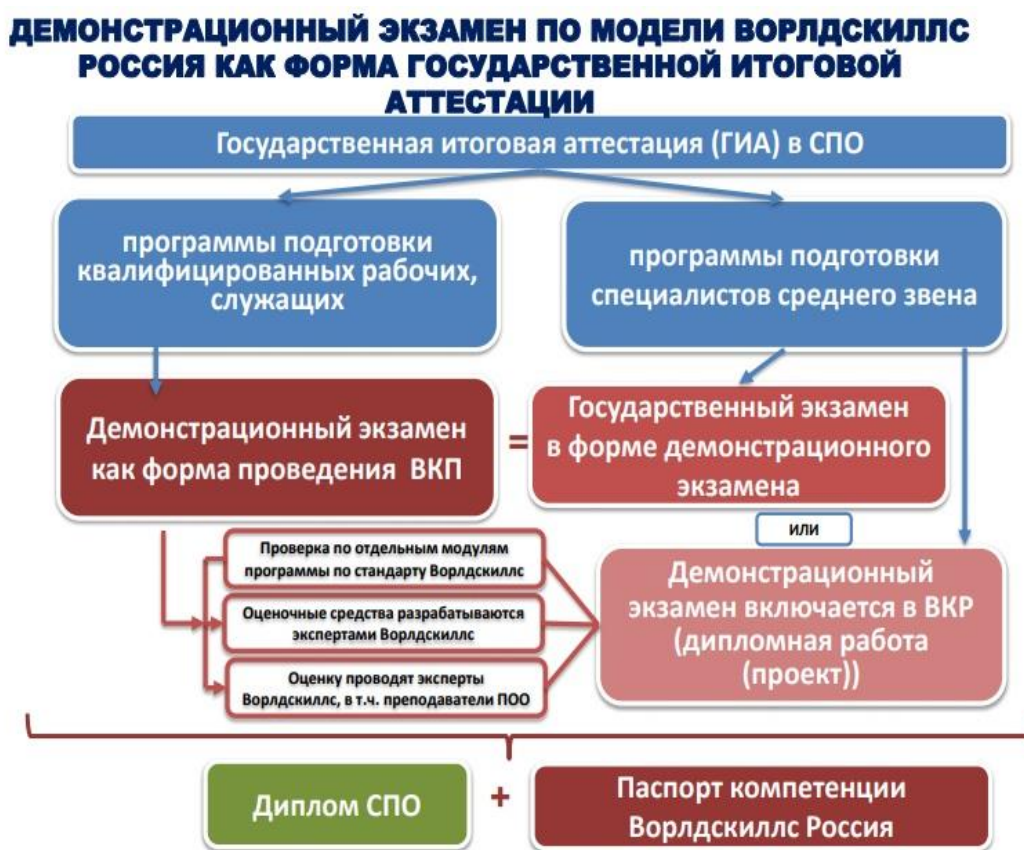 ДЕМОНСТРАЦИОННЫЙ ЭКЗАМЕН ПО МОДЕЛИ ВОРЛДСКИЛЛС
РОССИЯ КАК ФОРМА ГОСУДАРСТВЕННОЙ ИТОГОВОЙ
АТТЕСТАЦИИ
Государственная итоговая аттестация (ГИА) в СПО
программы подготовки
квалифицированных рабочих,
служащих
программы подготовки
специалистов среднего звена
Демонстрационный экзамен
как форма проведения ВКП
=
Государственный экзамен
в форме демонстрационного
экзамена
или
Проверка по отдельным модулям
программы по стандарту Ворлдскиллс
Оценочные средства разрабатываются
экспертами Ворлдскиллс
Оценку проводят эксперты
Ворлдскиллс, в т.ч. преподаватели ПОО
Демонстрационный
экзамен включается в ВКР
(дипломная работа
(проект))
Диплом СПО
+
Паспорт компетенции
Ворлдскиллс Россия